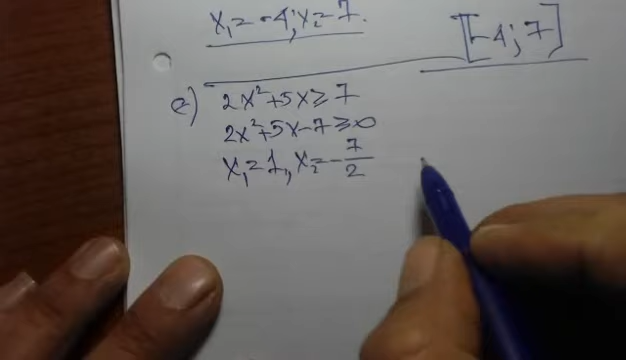 x₁=-4; x₂=7.
[-4; 7]
e) 2x²+5x≥7
2x²+5x-7≥0
x₁=1, x₂=-7/2